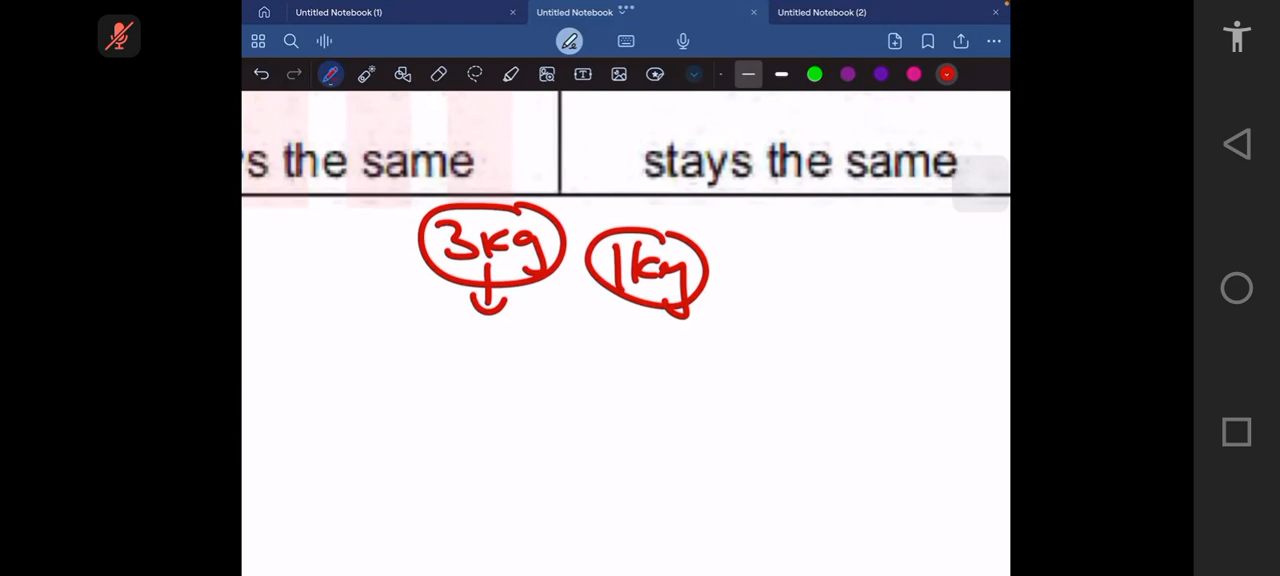 Untitled Notebook (1) Untitled Notebook Untitled Notebook (2)
's the same stays the same
3kg 1kg